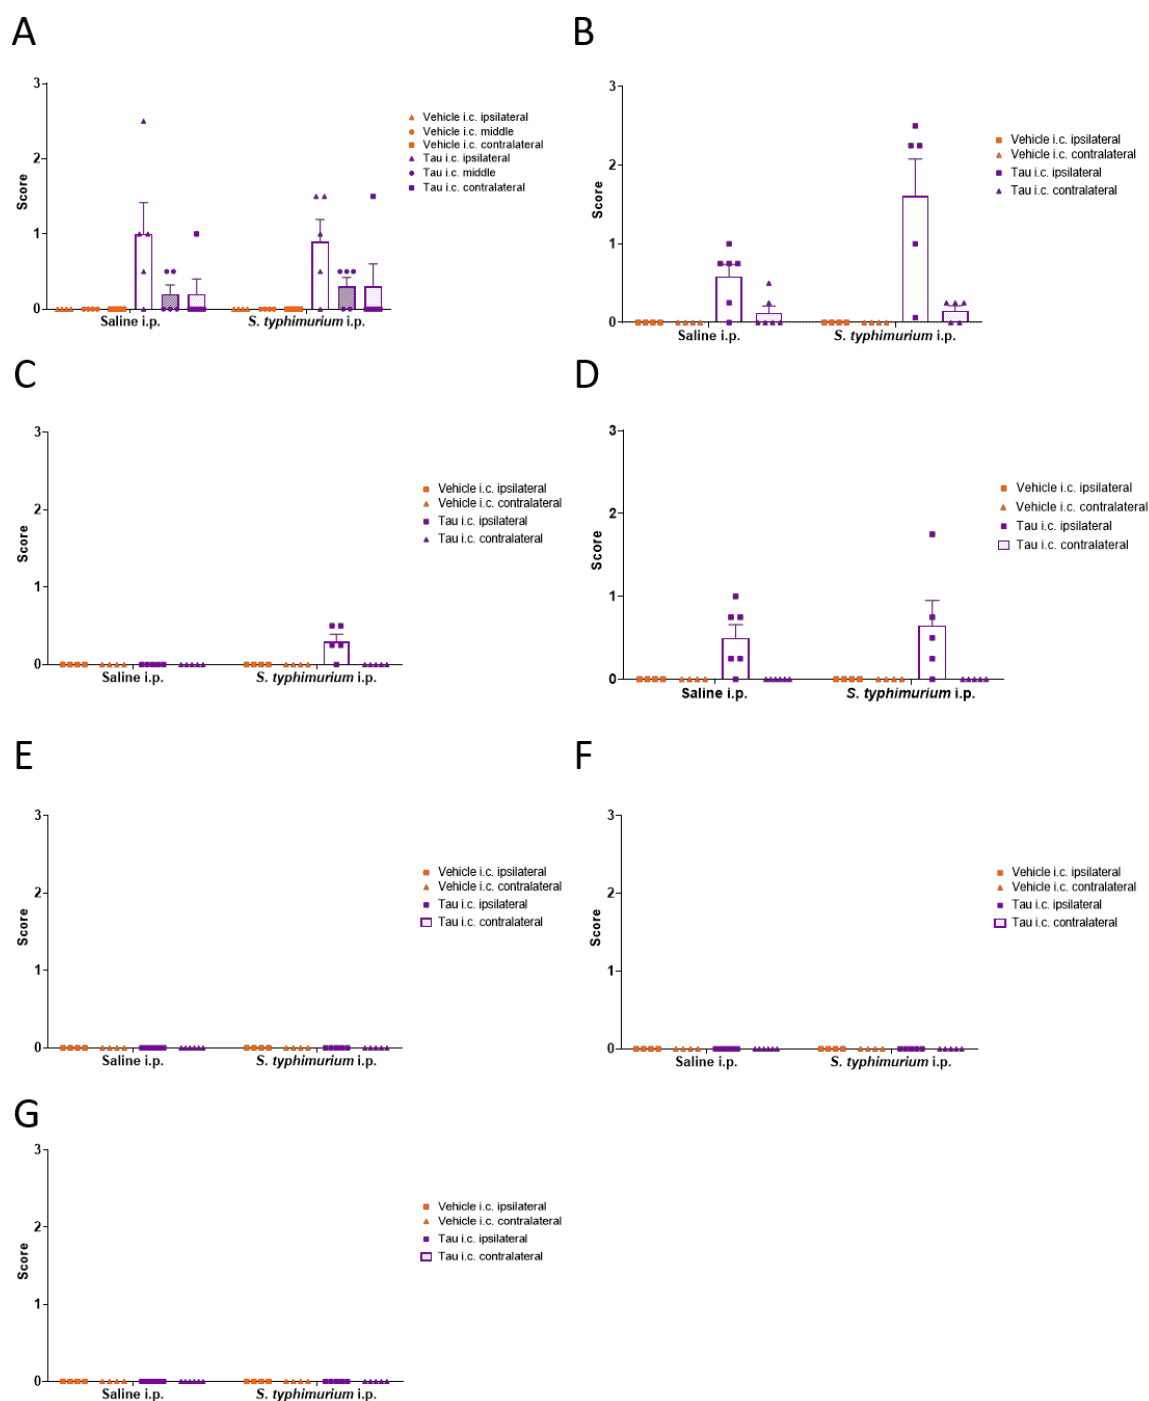 A
3
2
1
0
Score
Saline i.p.
S. typhimurium i.p.
Vehicle i.c. ipsilateral
Vehicle i.c. middle
Vehicle i.c. contralateral
Tau i.c. ipsilateral
Tau i.c. middle
Tau i.c. contralateral
B
3
2
1
0
Score
Saline i.p.
S. typhimurium i.p.
Vehicle i.c. ipsilateral
Vehicle i.c. contralateral
Tau i.c. ipsilateral
Tau i.c. contralateral
C
3
2
1
0
Score
Saline i.p.
S. typhimurium i.p.
Vehicle i.c. ipsilateral
Vehicle i.c. contralateral
Tau i.c. ipsilateral
Tau i.c. contralateral
D
3
2
1
0
Score
Saline i.p.
S. typhimurium i.p.
Vehicle i.c. ipsilateral
Vehicle i.c. contralateral
Tau i.c. ipsilateral
Tau i.c. contralateral
E
3
2
1
0
Score
Saline i.p.
S. typhimurium i.p.
Vehicle i.c. ipsilateral
Vehicle i.c. contralateral
Tau i.c. ipsilateral
Tau i.c. contralateral
F
3
2
1
0
Score
Saline i.p.
S. typhimurium i.p.
Vehicle i.c. ipsilateral
Vehicle i.c. contralateral
Tau i.c. ipsilateral
Tau i.c. contralateral
G
3
2
1
0
Score
Saline i.p.
S. typhimurium i.p.
Vehicle i.c. ipsilateral
Vehicle i.c. contralateral
Tau i.c. ipsilateral
Tau i.c. contralateral